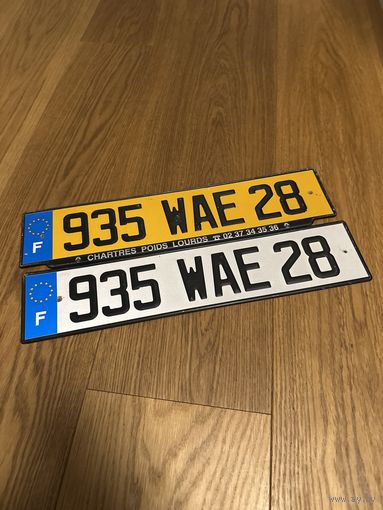 F 935 WAE 28
CHARTRES POIDS LOURDS ☎ 02 37 34 35 36
F 935 WAE 28